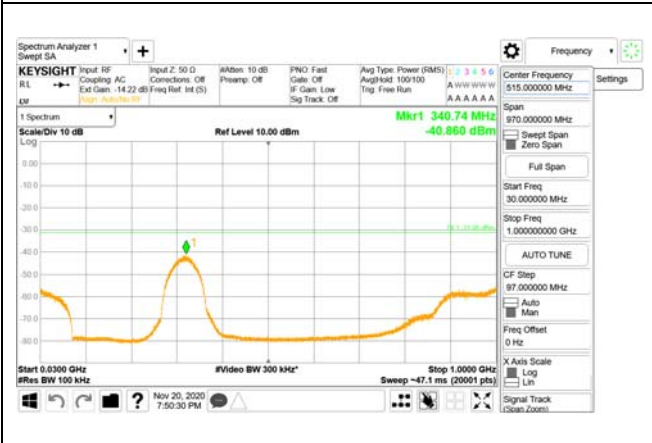 Spectrum Analyzer 1
Swept SA
Frequency
KEYSIGHT
RL
Input: RF
Coupling: AC
Ext Gain: -14.22 dB
Align: Auto/No RF
Input Z: 50 Ω
Corrections: Off
Freq Ref: Int (S)
#Atten: 10 dB
Preamp: Off
PNO: Fast
Gate: Off
IF Gain: Low
Sig Track: Off
Avg Type: Power (RMS)
Avg|Hold: 100/100
Trig: Free Run
1 2 3 4 5 6
A W W W W W
A A A A A A
1 Spectrum
Scale/Div 10 dB
Ref Level 10.00 dBm
Mkr1 340.74 MHz
-40.860 dBm
Log
0.00
-10.0
-20.0
-30.0
-40.0
-50.0
-60.0
-70.0
-80.0
1
Start 0.0300 GHz
#Res BW 100 kHz
#Video BW 300 kHz*
Stop 1.0000 GHz
Sweep ~47.1 ms (20001 pts)
Nov 20, 2020
7:50:30 PM
Center Frequency
515.000000 MHz
Settings
Span
970.000000 MHz
Swept Span
Zero Span
Full Span
Start Freq
30.000000 MHz
Stop Freq
1.000000000 GHz
AUTO TUNE
CF Step
97.000000 MHz
Auto
Man
Freq Offset
0 Hz
X Axis Scale
Log
Lin
Signal Track
(Span Zoom)